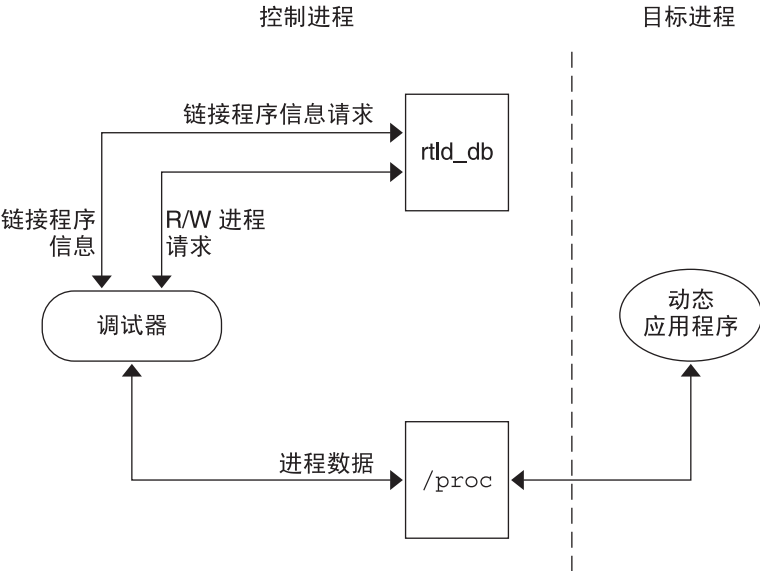 控制进程
目标进程
链接程序信息请求
rtld_db
链接程序
信息
R/W 进程
请求
调试器
动态
应用程序
进程数据
/proc